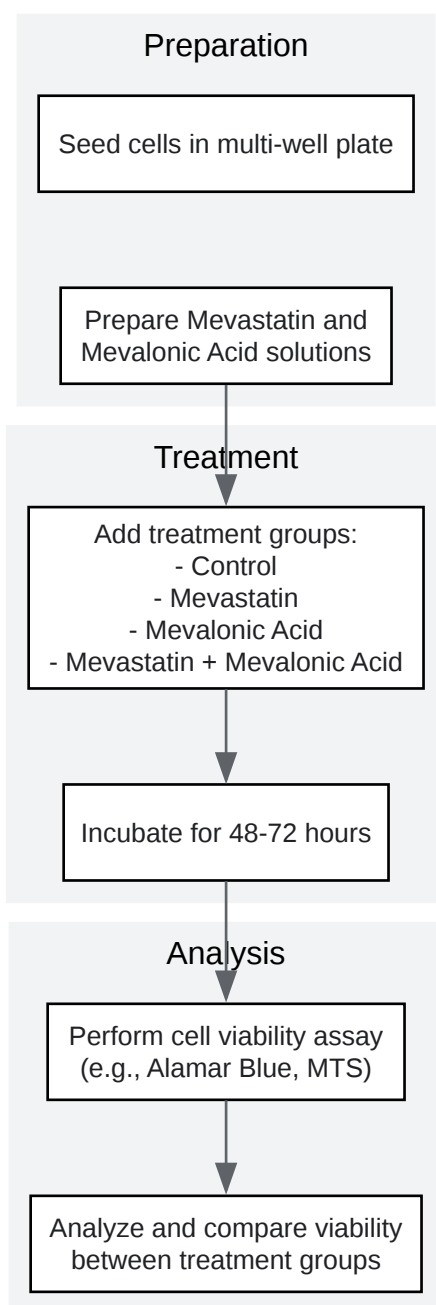 Preparation
Seed cells in multi-well plate
Prepare Mevastatin and
Mevalonic Acid solutions
Treatment
Add treatment groups:
- Control
- Mevastatin
- Mevalonic Acid
- Mevastatin + Mevalonic Acid
Incubate for 48-72 hours
Analysis
Perform cell viability assay
(e.g., Alamar Blue, MTS)
Analyze and compare viability
between treatment groups